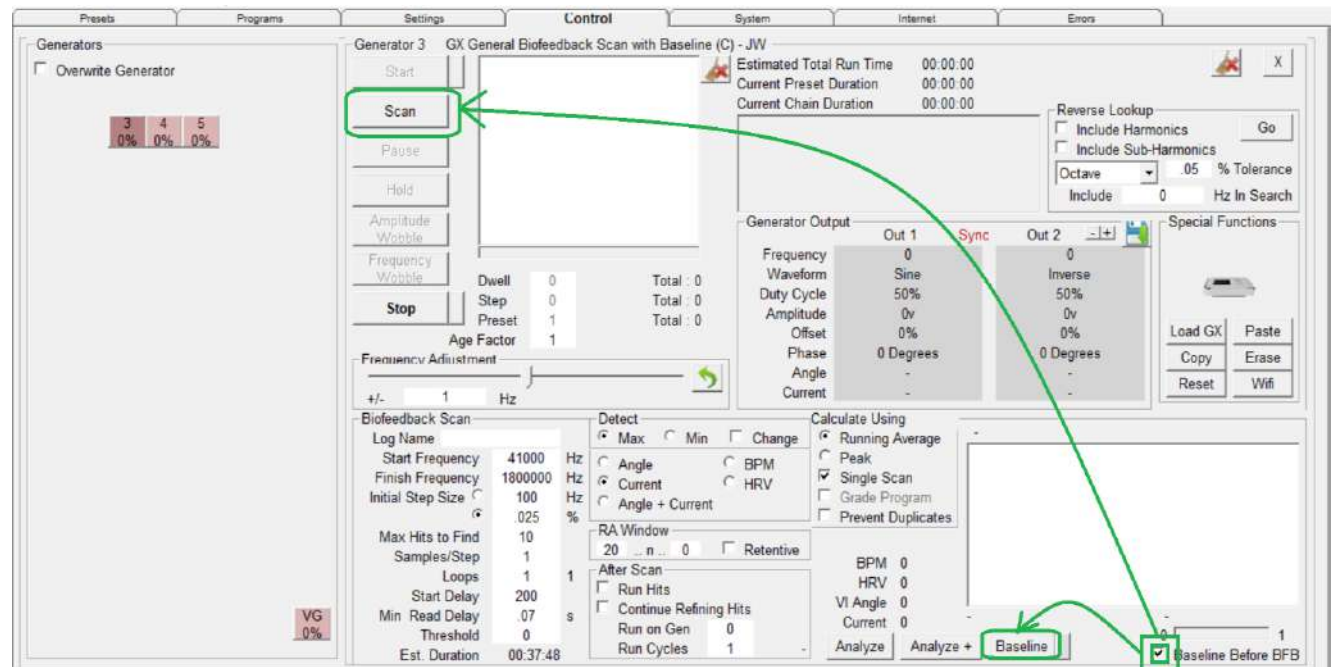 Presets Programs Settings Control System Internet Errors
Generators
Overwrite Generator
3 4 5
0% 0% 0%
VG
0%
Generator 3 GX General Biofeedback Scan with Baseline (C) - JW
Start
Scan
Pause
Hold
Amplitude
Wobble
Frequency
Wobble
Stop
Dwell 0 Total : 0
Step 0 Total : 0
Preset 1 Total : 0
Age Factor 1
Estimated Total Run Time 00:00:00
Current Preset Duration 00:00:00
Current Chain Duration 00:00:00
X
Reverse Lookup
Include Harmonics Go
Include Sub-Harmonics
Octave .05 % Tolerance
Include 0 Hz In Search
Generator Output
Out 1 Sync Out 2 - +
Frequency 0 0
Waveform Sine Inverse
Duty Cycle 50% 50%
Amplitude 0v 0v
Offset 0% 0%
Phase 0 Degrees 0 Degrees
Angle - -
Current - -
Special Functions
Load GX Paste
Copy Erase
Reset Wifi
Frequency Adjustment
+/- 1 Hz
Biofeedback Scan
Log Name
Start Frequency 41000 Hz
Finish Frequency 1800000 Hz
Initial Step Size 100 Hz
.025 %
Max Hits to Find 10
Samples/Step 1
Loops 1 1
Start Delay 200
Min Read Delay .07 s
Threshold 0
Est. Duration 00:37:48
Detect
Max Min Change
Angle BPM
Current HRV
Angle + Current
RA Window
20 .. n .. 0 Retentive
After Scan
Run Hits
Continue Refining Hits
Run on Gen 0
Run Cycles 1 -
Calculate Using
Running Average
Peak
Single Scan
Grade Program
Prevent Duplicates
-
BPM 0
HRV 0
VI Angle 0
Current 0 - -
Analyze Analyze + Baseline
0 1
Baseline Before BFB